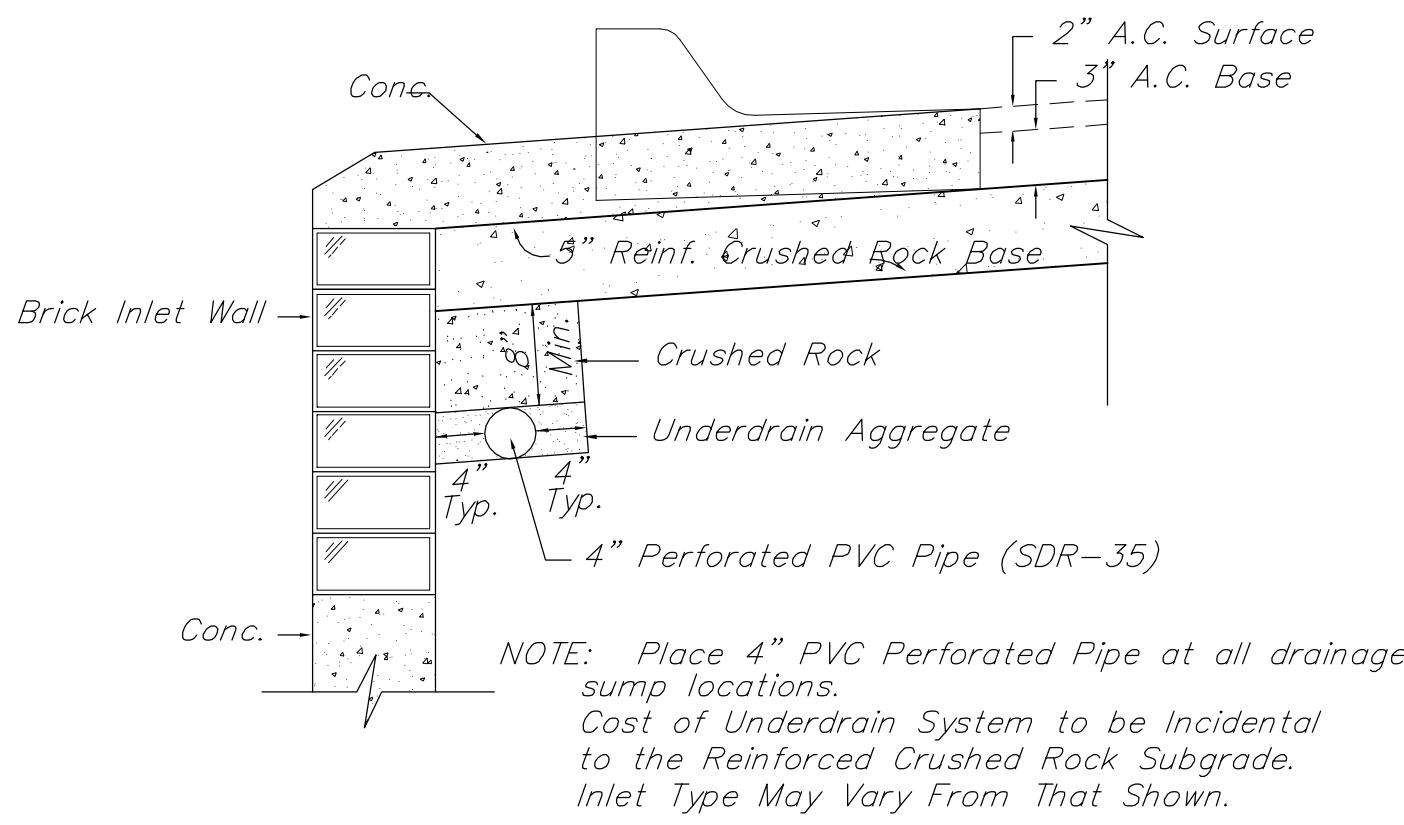 2” A.C. Surface
3” A.C. Base
Conc.
5” Reinf. Crushed Rock Base
Brick Inlet Wall
8”
Min.
Crushed Rock
Underdrain Aggregate
4”
Typ.
4”
Typ.
4” Perforated PVC Pipe (SDR-35)
Conc.
NOTE: Place 4” PVC Perforated Pipe at all drainage
sump locations.
Cost of Underdrain System to be Incidental
to the Reinforced Crushed Rock Subgrade.
Inlet Type May Vary From That Shown.